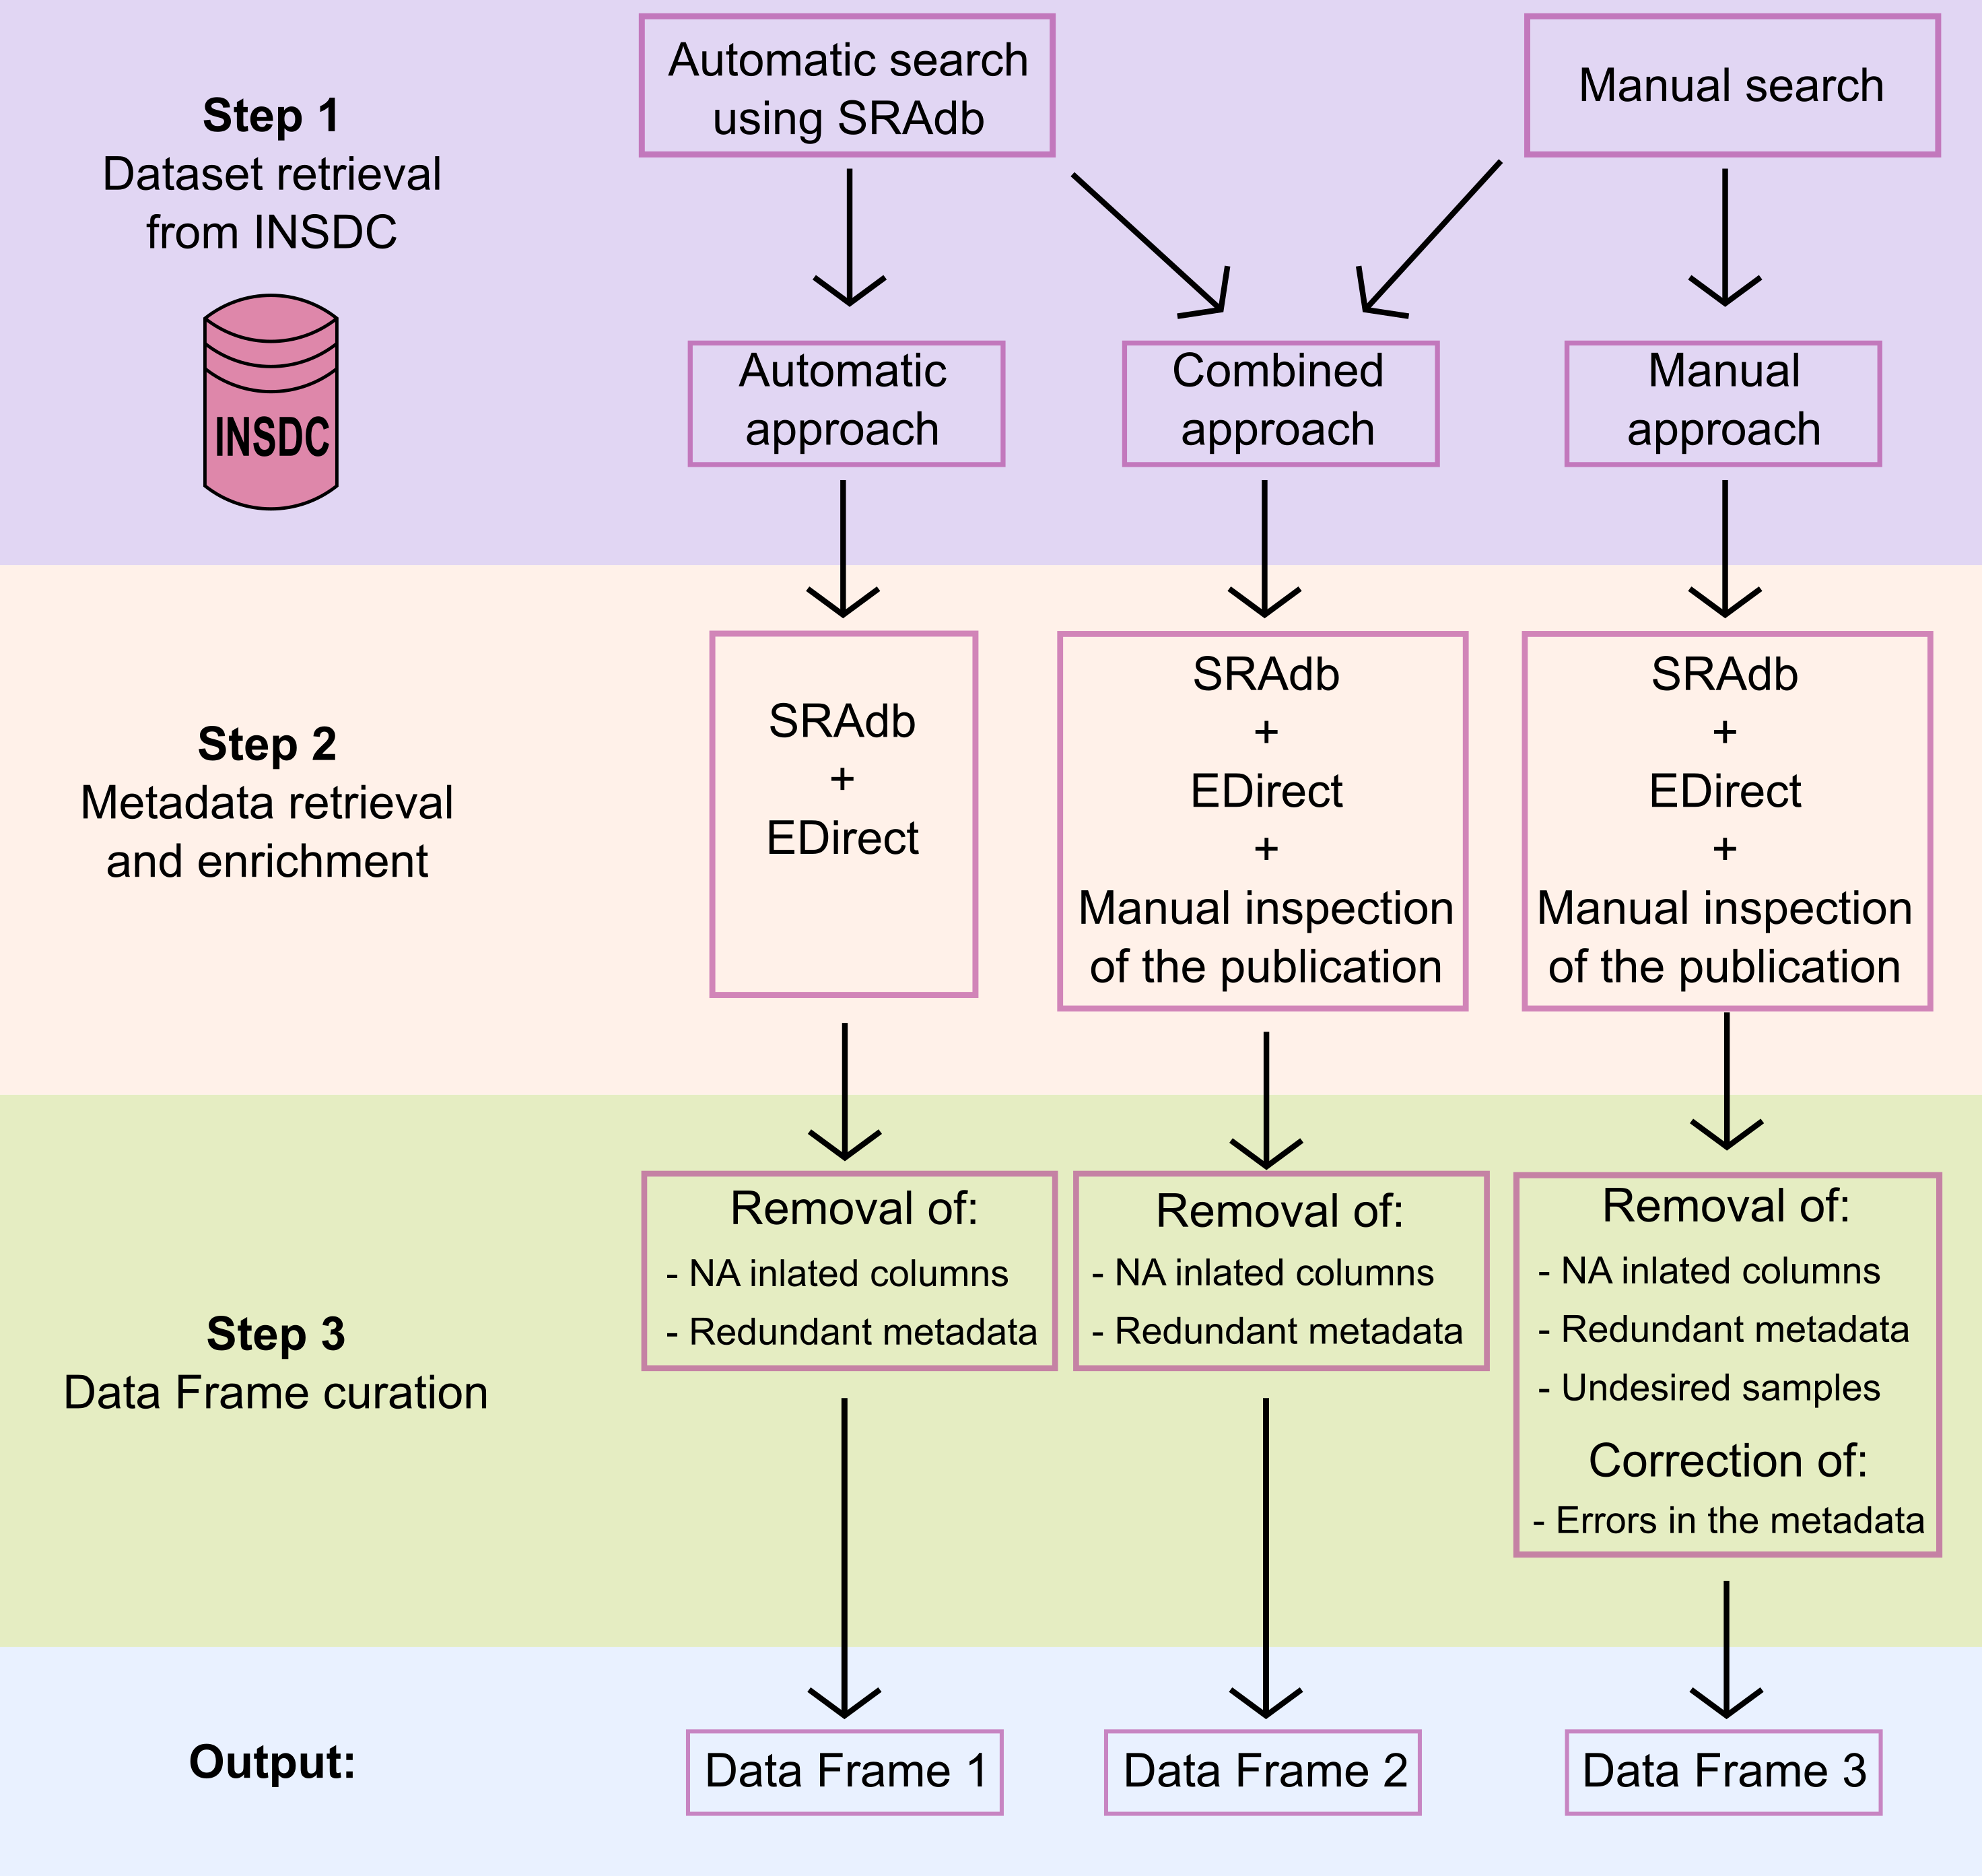 Step 1
Dataset retrieval
from INSDC
INSDC
Automatic search
using SRAdb
Manual search
Automatic
approach
Combined
approach
Manual
approach
Step 2
Metadata retrieval
and enrichment
SRAdb
+
EDirect
SRAdb
+
EDirect
+
Manual inspection
of the publication
SRAdb
+
EDirect
+
Manual inspection
of the publication
Step 3
Data Frame curation
Removal of:
- NA inlated columns
- Redundant metadata
Removal of:
- NA inlated columns
- Redundant metadata
Removal of:
- NA inlated columns
- Redundant metadata
- Undesired samples
Correction of:
- Errors in the metadata
Output:
Data Frame 1
Data Frame 2
Data Frame 3